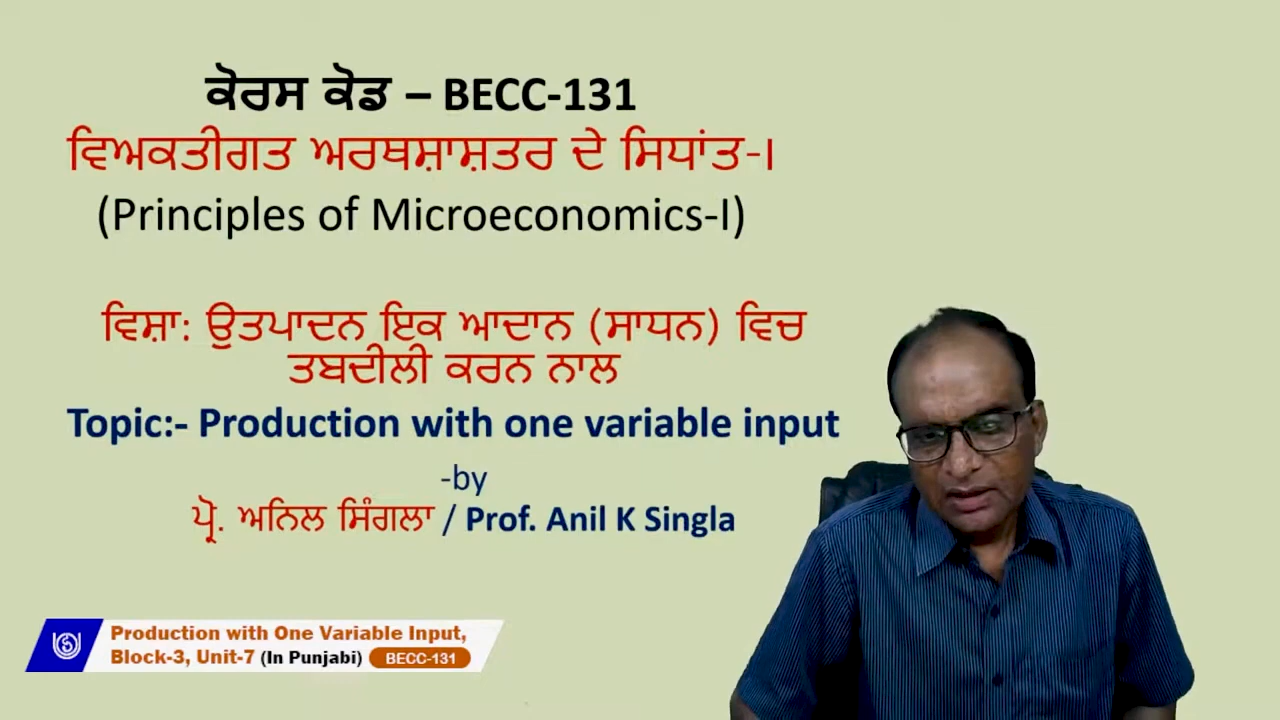 ਕੋਰਸ ਕੋਡ – BECC-131
ਵਿਅਕਤੀਗਤ ਅਰਥਸ਼ਾਸ਼ਤਰ ਦੇ ਸਿਧਾਂਤ-I
(Principles of Microeconomics-I)
ਵਿਸ਼ਾ: ਉਤਪਾਦਨ ਇਕ ਆਦਾਨ (ਸਾਧਨ) ਵਿਚ
ਤਬਦੀਲੀ ਕਰਨ ਨਾਲ
Topic:- Production with one variable input
-by
ਪ੍ਰੋ. ਅਨਿਲ ਸਿੰਗਲਾ / Prof. Anil K Singla
Production with One Variable Input,
Block-3, Unit-7 (In Punjabi) BECC-131